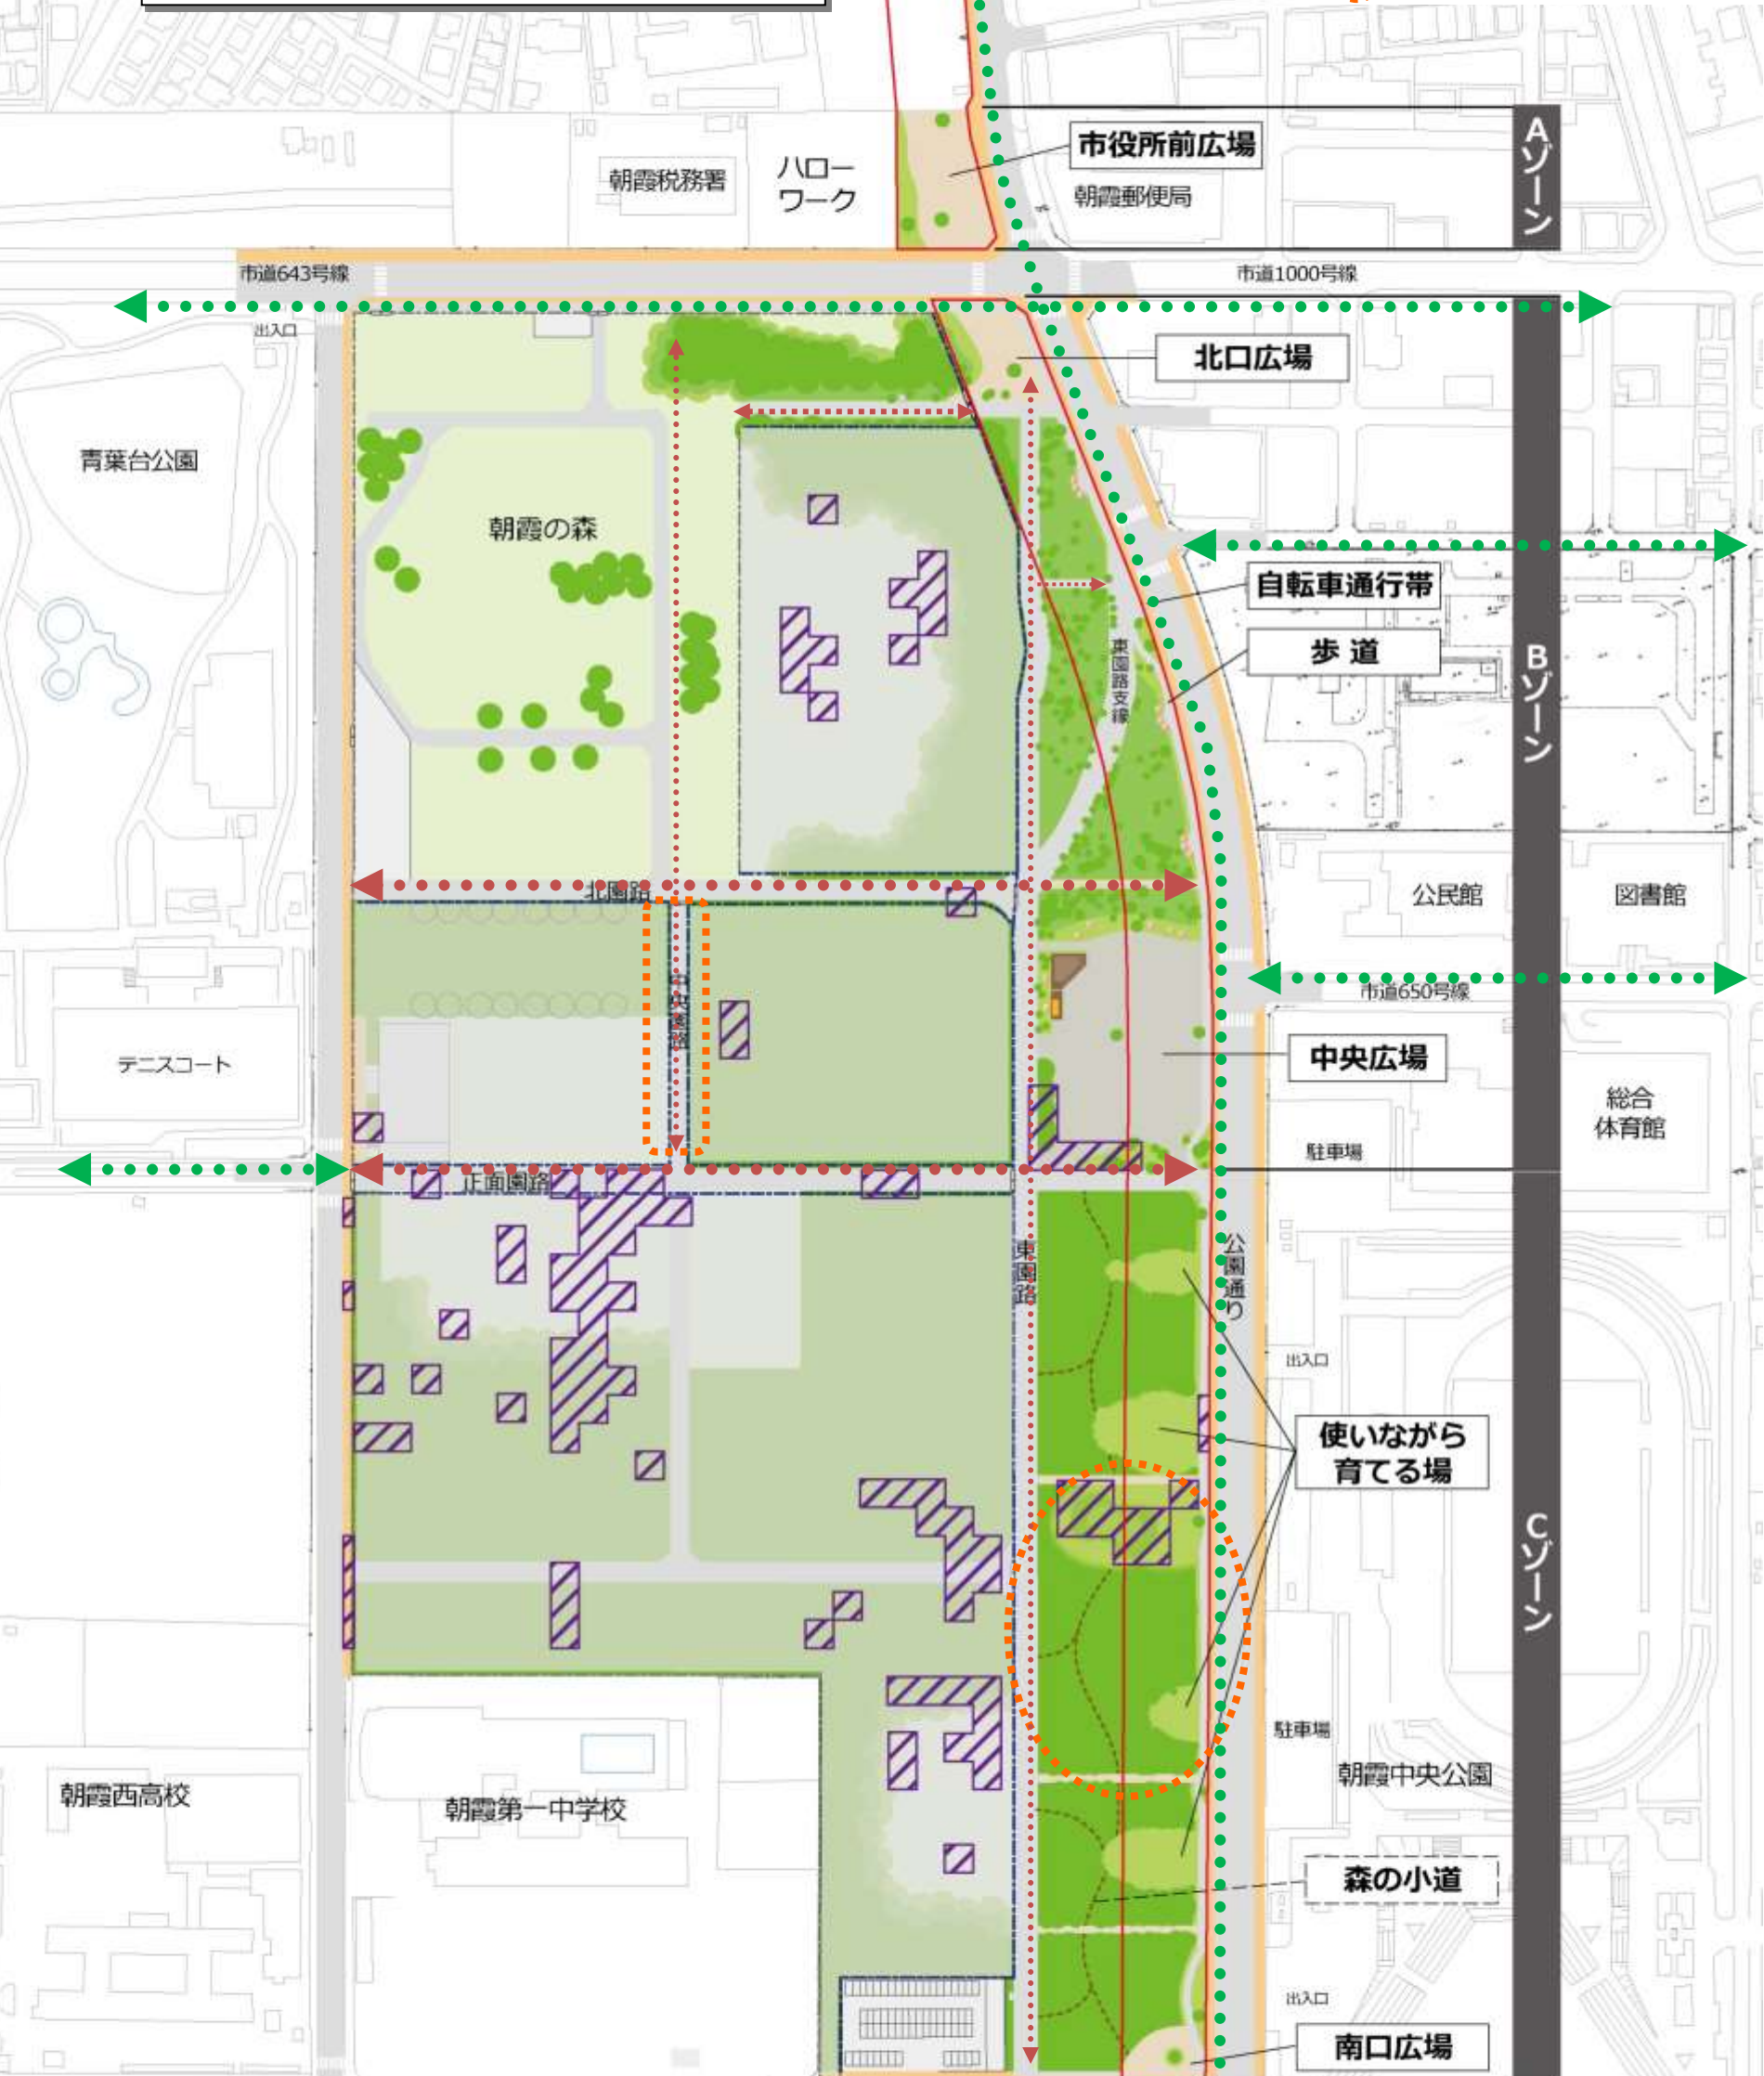 Aゾーン
市役所前広場
朝霞税務署
ハロー
ワーク
朝霞郵便局
市道643号線
市道1000号線
出入口
北口広場
青葉台公園
朝霞の森
自転車通行帯
歩 道
東園路支線
Bゾーン
北園路
公民館
図書館
中央園路
市道650号線
中央広場
テニスコート
総合
体育館
駐車場
正面園路
東園路
公園通り
出入口
使いながら
育てる場
Cゾーン
駐車場
朝霞中央公園
朝霞西高校
朝霞第一中学校
森の小道
出入口
南口広場